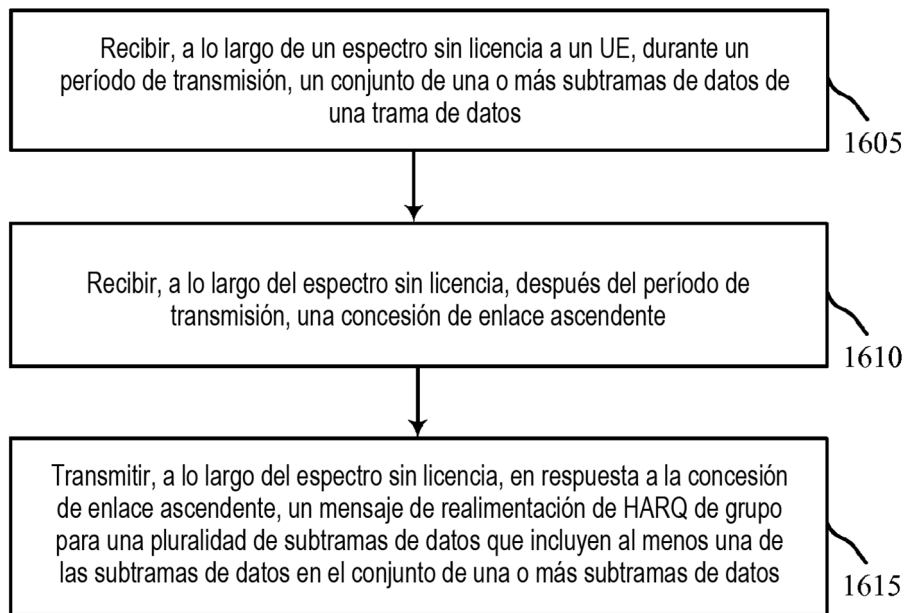 Recibir, a lo largo de un espectro sin licencia a un UE, durante un
período de transmisión, un conjunto de una o más subtramas de datos de
una trama de datos
1605
Recibir, a lo largo del espectro sin licencia, después del período de
transmisión, una concesión de enlace ascendente
1610
Transmitir, a lo largo del espectro sin licencia, en respuesta a la concesión
de enlace ascendente, un mensaje de realimentación de HARQ de grupo
para una pluralidad de subtramas de datos que incluyen al menos una de
las subtramas de datos en el conjunto de una o más subtramas de datos
1615